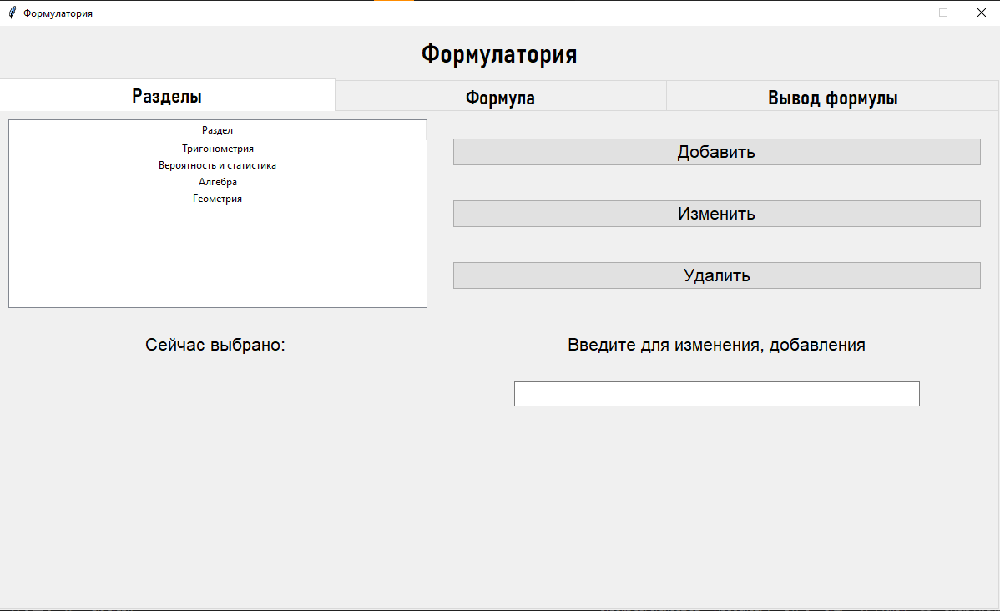 Формулатория
Формулатория
Разделы
Формула
Вывод формулы
Раздел
Тригонометрия
Вероятность и статистика
Алгебра
Геометрия
Добавить
Изменить
Удалить
Сейчас выбрано:
Введите для изменения, добавления